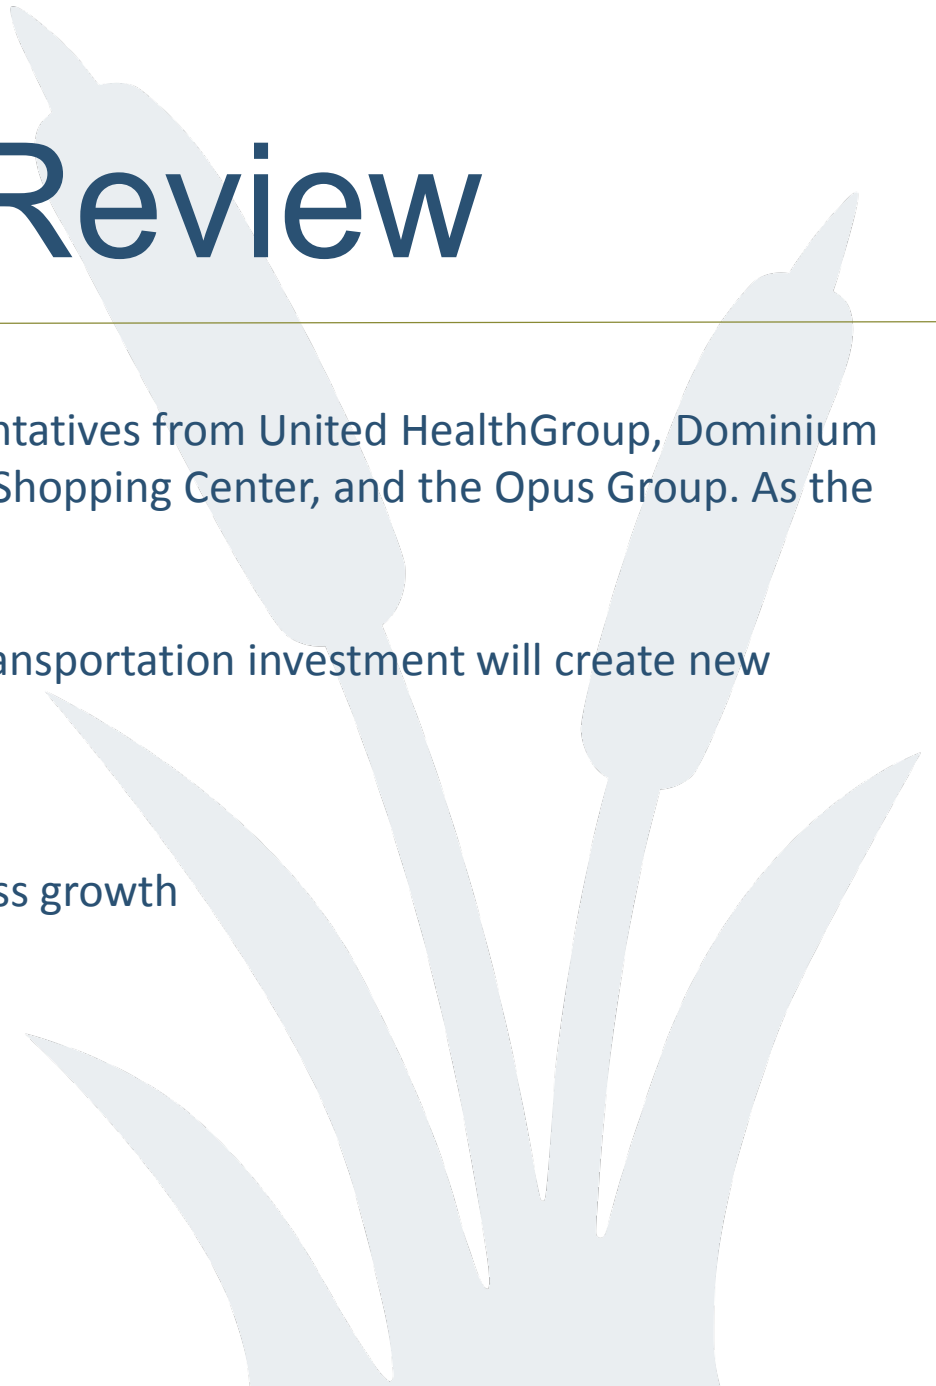 Review
ntatives from United HealthGroup, Dominium
Shopping Center, and the Opus Group. As the
ansportation investment will create new
ss growth